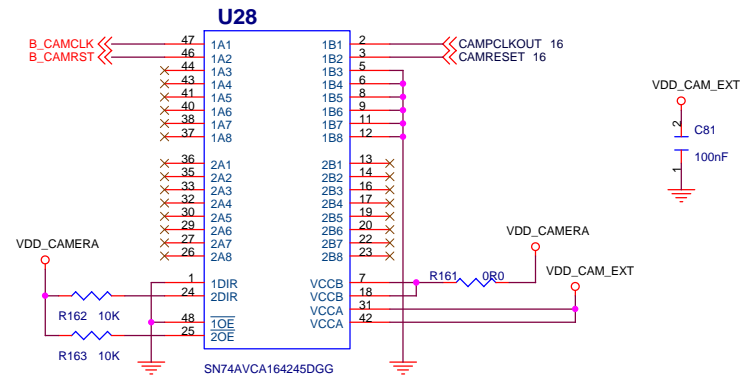 U28
B_CAMCLK 47 1A1 1B1 2 CAMPCLKOUT 16
B_CAMRST 46 1A2 1B2 3 CAMRESET 16
44 1A3 1B3 5
43 1A4 1B4 6
41 1A5 1B5 8
40 1A6 1B6 9
38 1A7 1B7 11
37 1A8 1B8 12
VDD_CAM_EXT
2
C81
100nF
1
36 2A1 2B1 13
35 2A2 2B2 14
33 2A3 2B3 16
32 2A4 2B4 17
30 2A5 2B5 19
29 2A6 2B6 20
27 2A7 2B7 22
26 2A8 2B8 23
VDD_CAMERA
VDD_CAMERA
VDD_CAM_EXT
1 1DIR VCCB 7 R161 0R0
24 2DIR VCCB 18
VCCA 31
R162 10K
48 1OE VCCA 42
25 2OE
R163 10K
SN74AVCA164245DGG